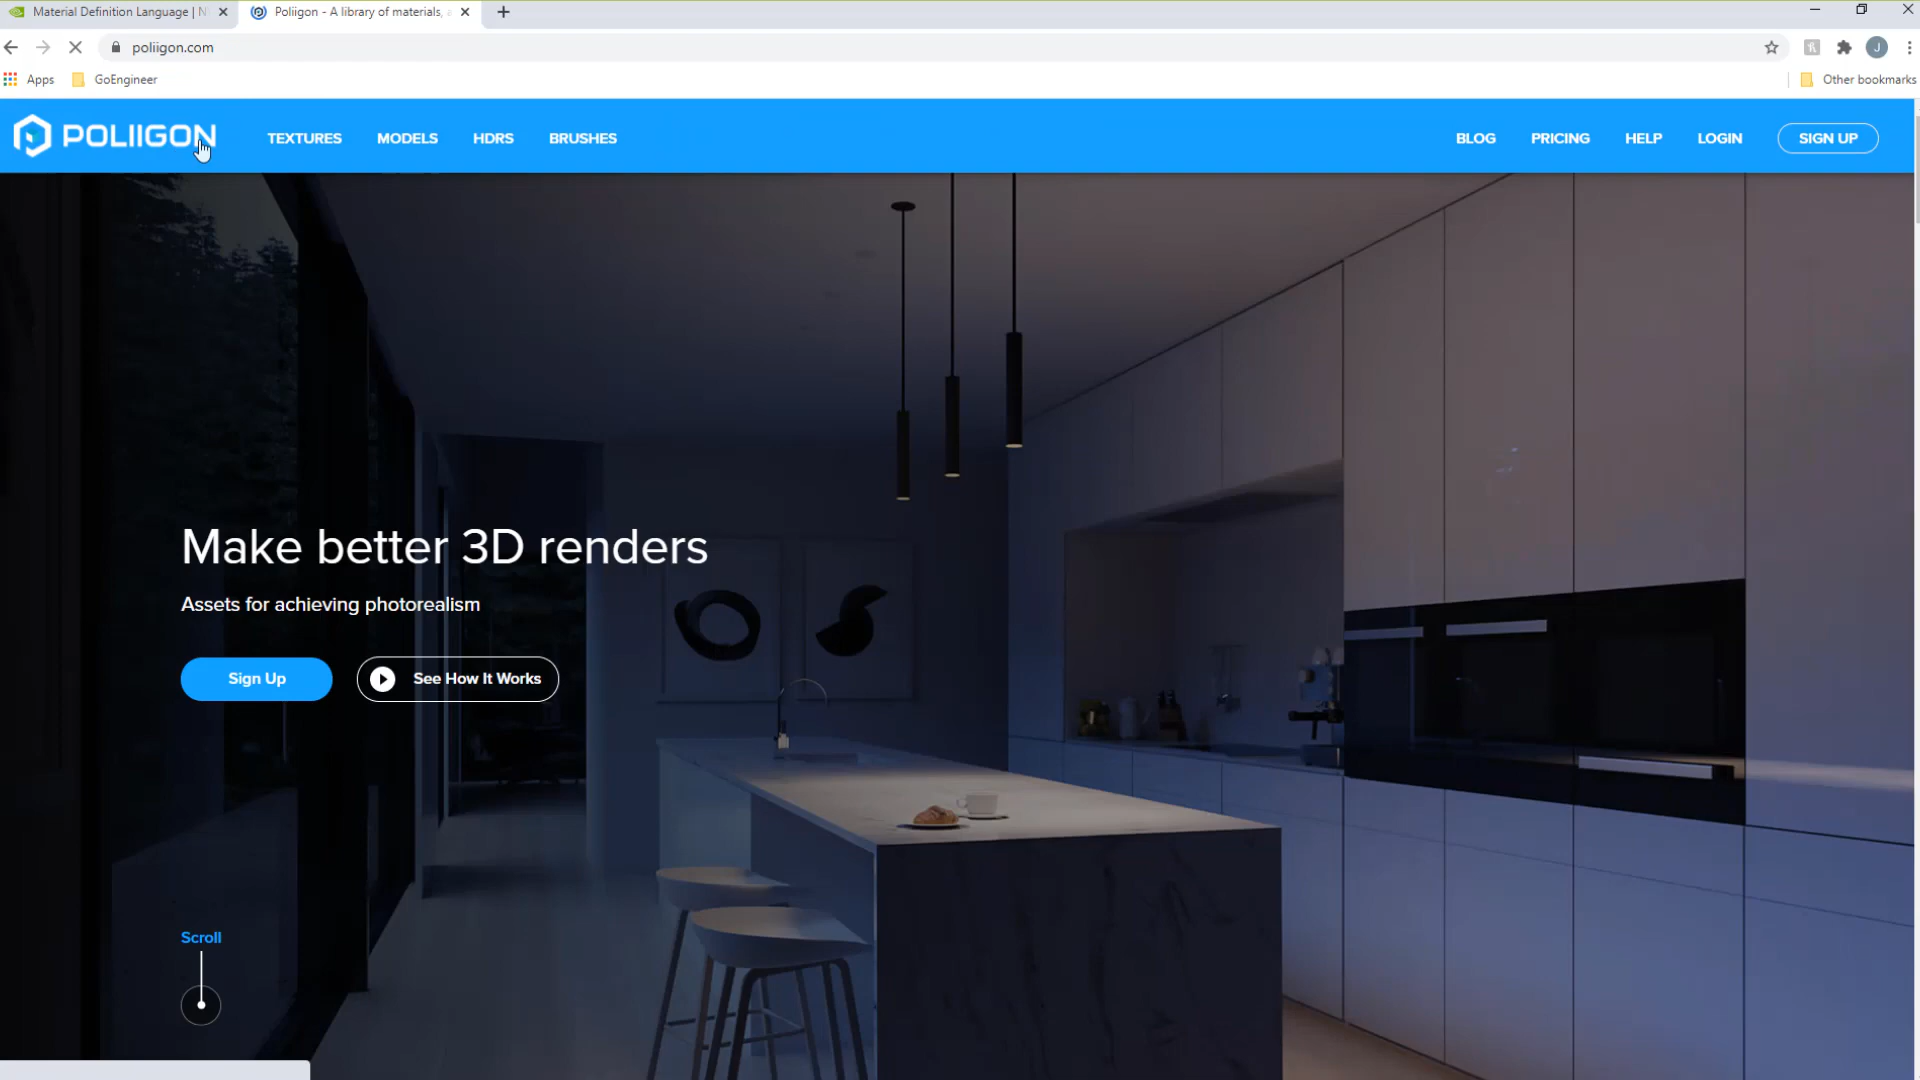 Material Definition Language | N
Poliigon - A library of materials, a
poliigon.com
J
Apps
GoEngineer
Other bookmarks
POLIIGON
TEXTURES
MODELS
HDRS
BRUSHES
BLOG
PRICING
HELP
LOGIN
SIGN UP
Make better 3D renders
Assets for achieving photorealism
Sign Up
See How It Works
Scroll